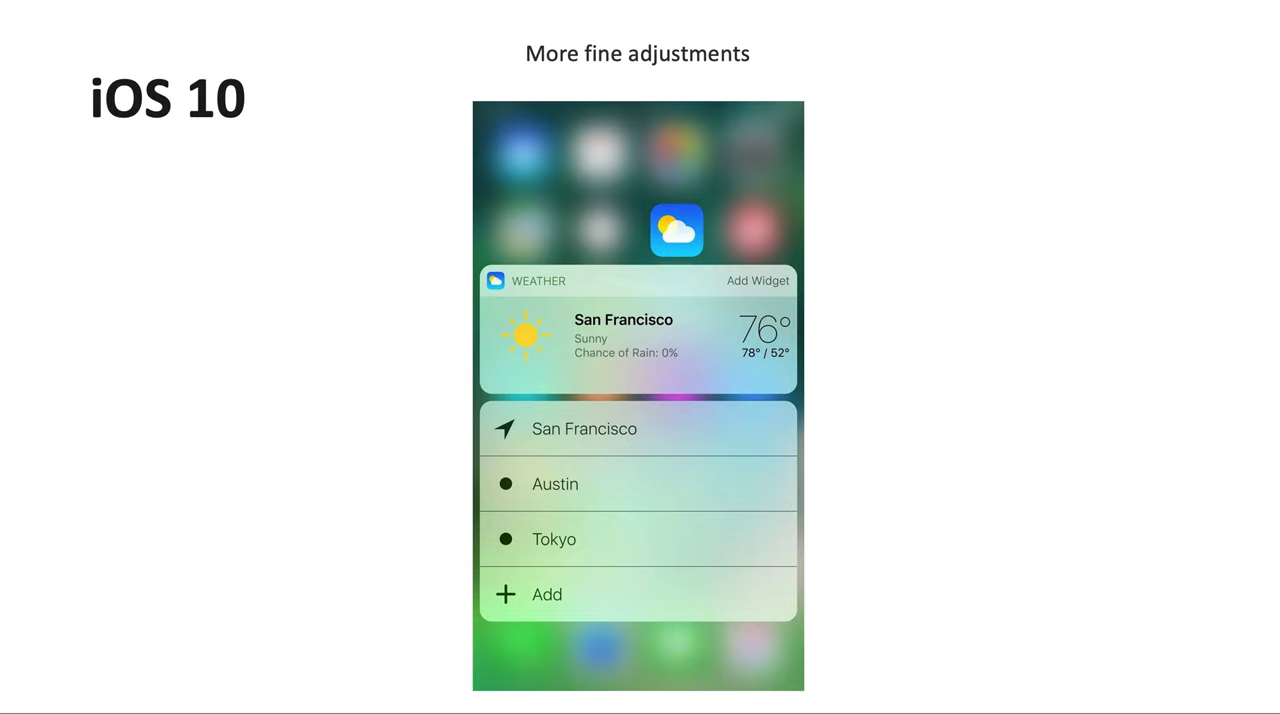 More fine adjustments
iOS 10
WEATHER
Add Widget
San Francisco
Sunny
Chance of Rain: 0%
76°
78° / 52°
San Francisco
Austin
Tokyo
Add